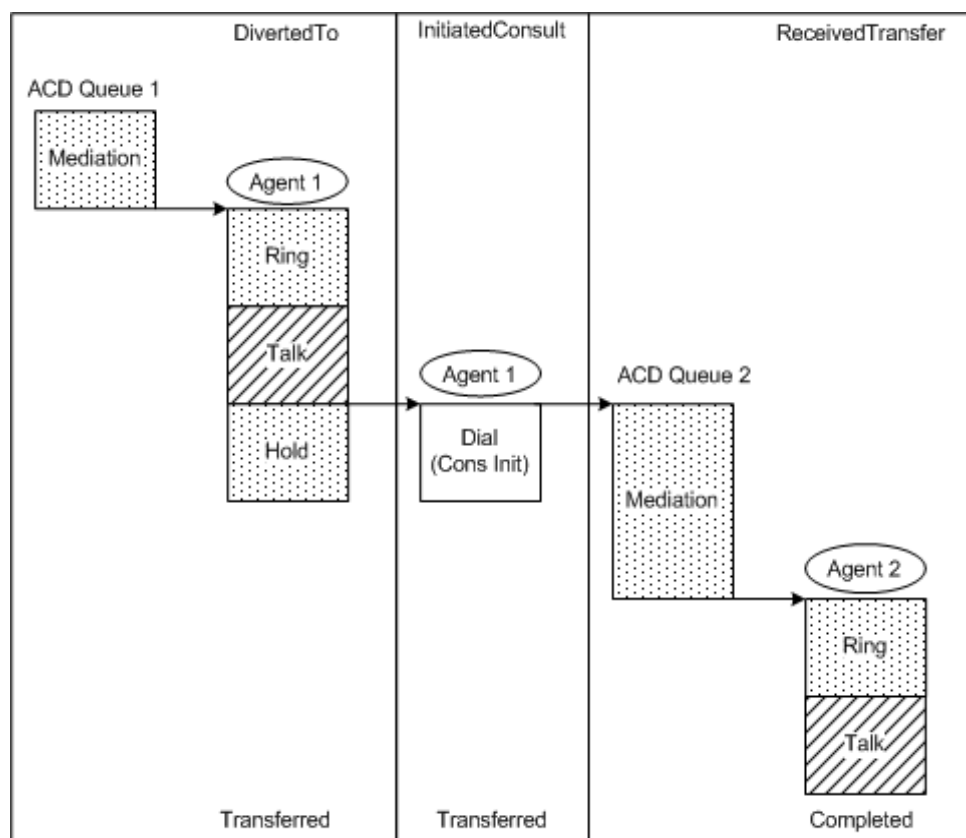 DivertedTo
InitiatedConsult
ReceivedTransfer
ACD Queue 1
Mediation
Agent 1
Ring
Talk
Hold
Agent 1
Dial
(Cons Init)
ACD Queue 2
Mediation
Agent 2
Ring
Talk
Transferred
Transferred
Completed